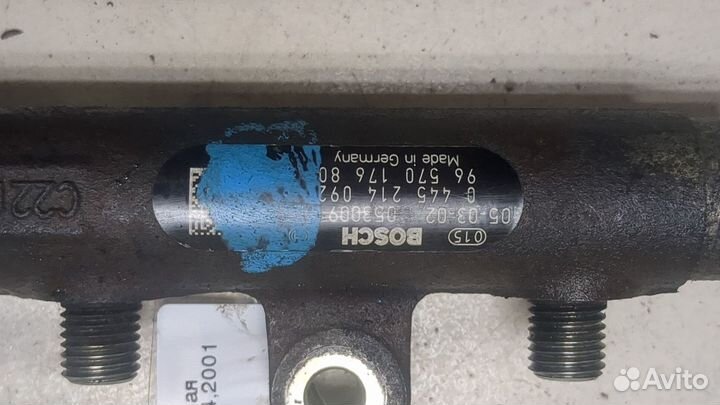 015 BOSCH
05-03-02 053009
0 445 214 092
96 570 176 80
Made in Germany
C22
ая
4,2001
Avito